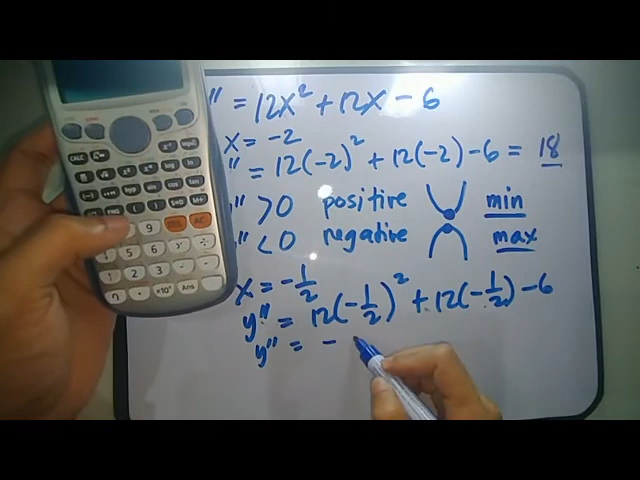 " = 12x² + 12x - 6
x = -2
" = 12(-2)² + 12(-2) - 6 = 18
" > 0 positive min
" < 0 negative max
x = -1/2
y" = 12(-1/2)² + 12(-1/2) - 6
y" = -